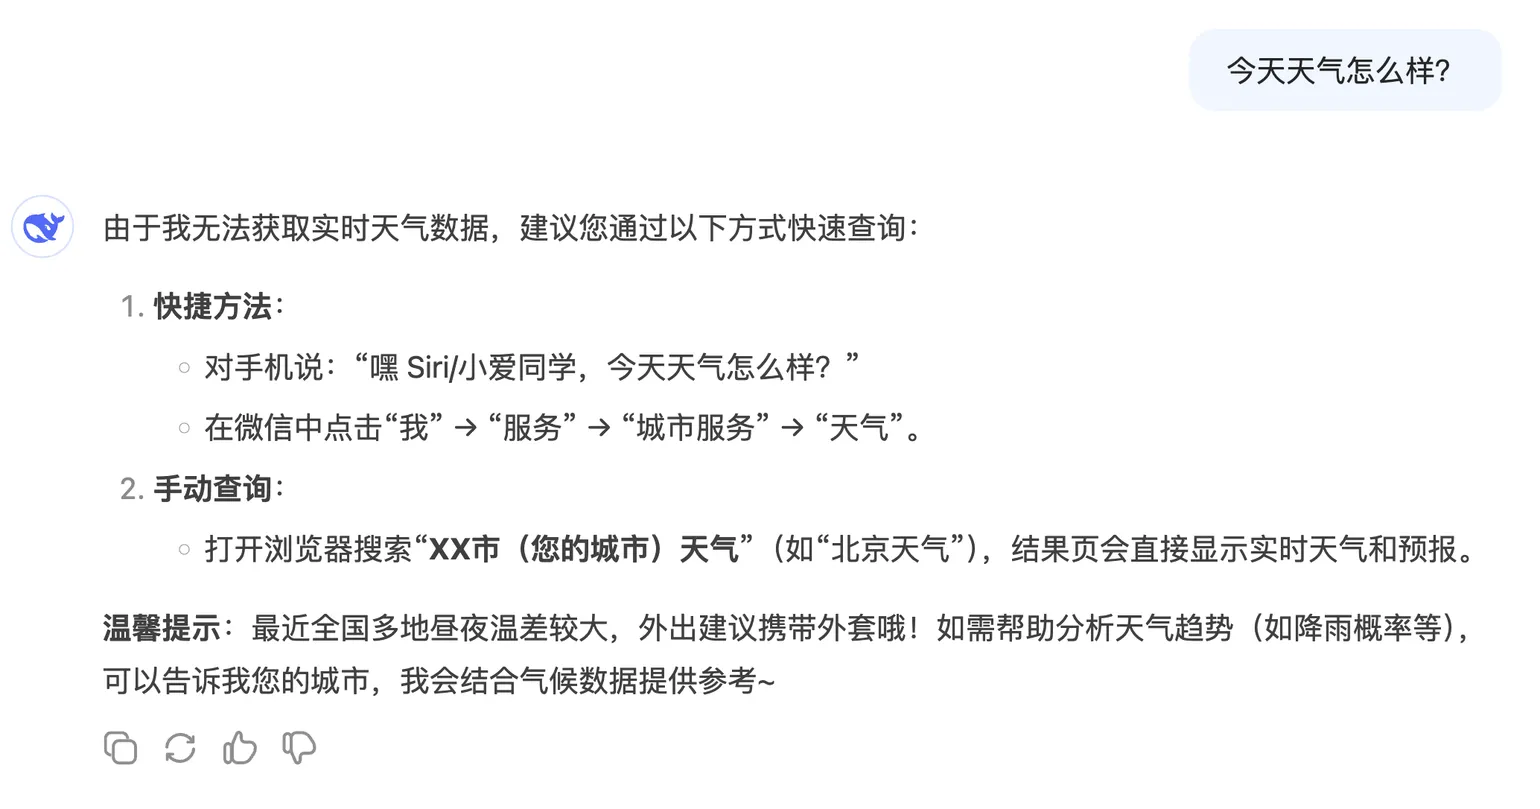 今天天气怎么样?
由于我无法获取实时天气数据，建议您通过以下方式快速查询：
1. 快捷方法：
对手机说：“嘿 Siri/小爱同学，今天天气怎么样？”
在微信中点击“我” → “服务” → “城市服务” → “天气”。
2. 手动查询：
打开浏览器搜索“XX市（您的城市）天气”（如“北京天气”），结果页会直接显示实时天气和预报。
温馨提示：最近全国多地昼夜温差较大，外出建议携带外套哦！如需帮助分析天气趋势（如降雨概率等），
可以告诉我您的城市，我会结合气候数据提供参考~